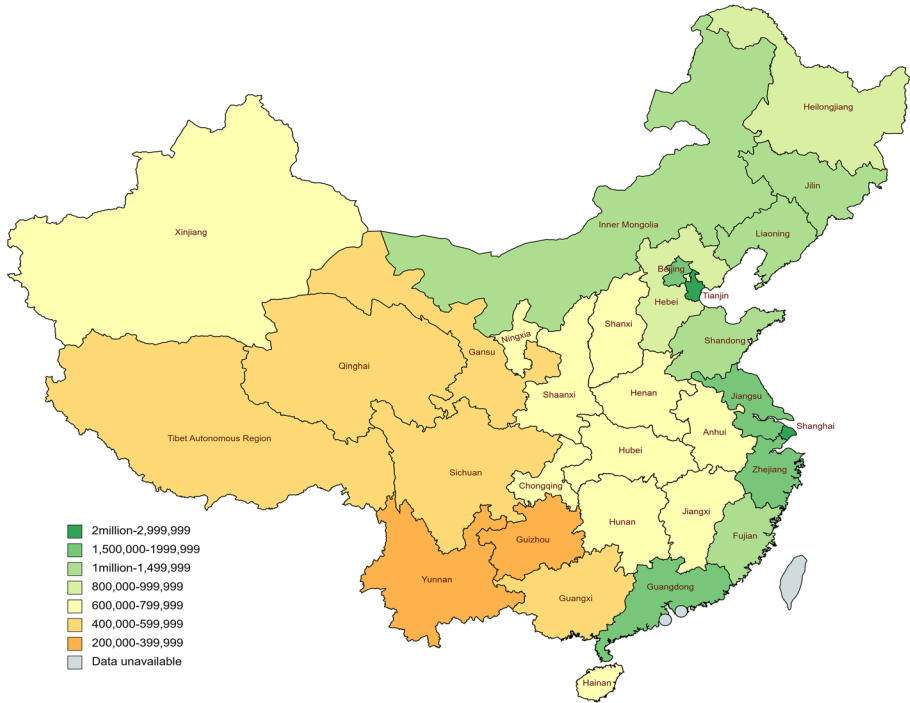 Heilongjiang
Jilin
Inner Mongolia
Xinjiang
Liaoning
Beijing
Tianjin
Hebei
Shanxi
Ningxia
Shandong
Gansu
Qinghai
Shaanxi
Henan
Jiangsu
Shanghai
Anhui
Tibet Autonomous Region
Hubei
Sichuan
Zhejiang
Chongqing
Jiangxi
Hunan
Fujian
Guizhou
Yunnan
Guangdong
Guangxi
Hainan
2million-2,999,999
1,500,000-1999,999
1million-1,499,999
800,000-999,999
600,000-799,999
400,000-599,999
200,000-399,999
Data unavailable